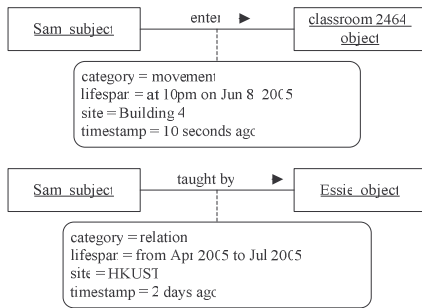 Sam subject
enter
classroom 2464
object
category = movement
lifespan = at 10pm on Jun 8 2005
site = Building 4
timestamp = 10 seconds ago
Sam subject
taught by
Essie object
category = relation
lifespan = from Apr 2005 to Jul 2005
site = HKUST
timestamp = 2 days ago